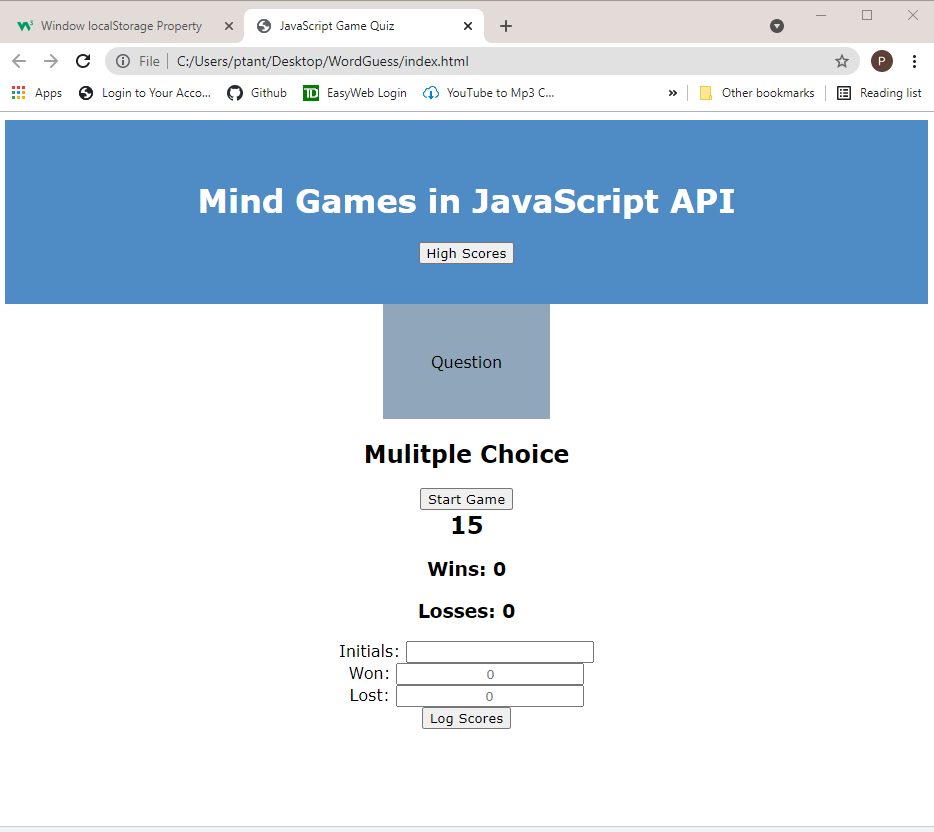 Window localStorage Property
JavaScript Game Quiz
File | C:/Users/ptant/Desktop/WordGuess/index.html
P
Apps
Login to Your Acco...
Github
TD
EasyWeb Login
YouTube to Mp3 C...
»
Other bookmarks
Reading list
Mind Games in JavaScript API
High Scores
Question
Mulitple Choice
Start Game
15
Wins: 0
Losses: 0
Initials:
Won: 0
Lost: 0
Log Scores